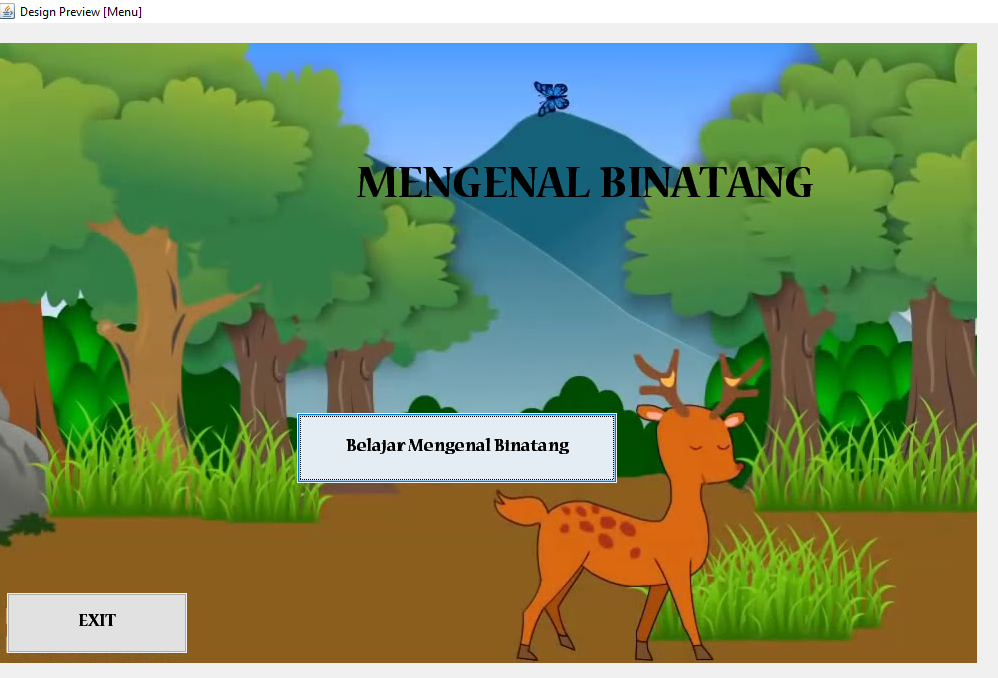 Design Preview [Menu]
MENGENAL BINATANG
Belajar Mengenal Binatang
EXIT